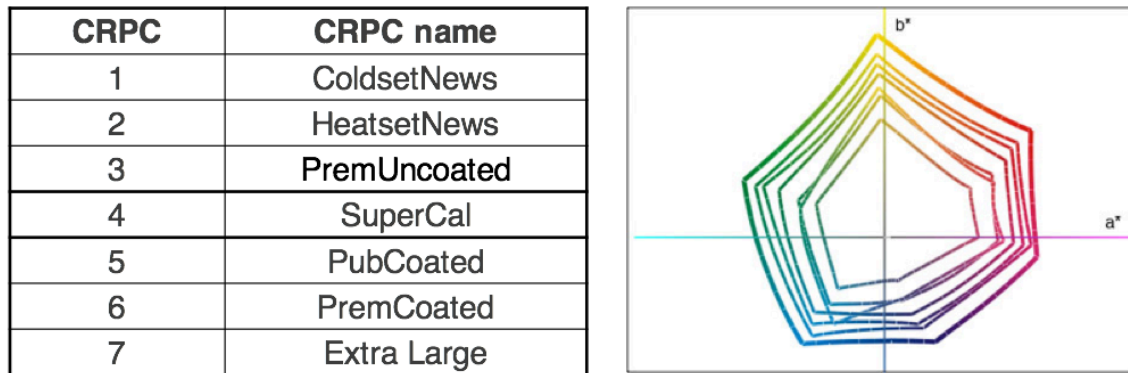 CRPC CRPC name
1 ColdsetNews
2 HeatsetNews
3 PremUncoated
4 SuperCal
5 PubCoated
6 PremCoated
7 Extra Large
b*
a*